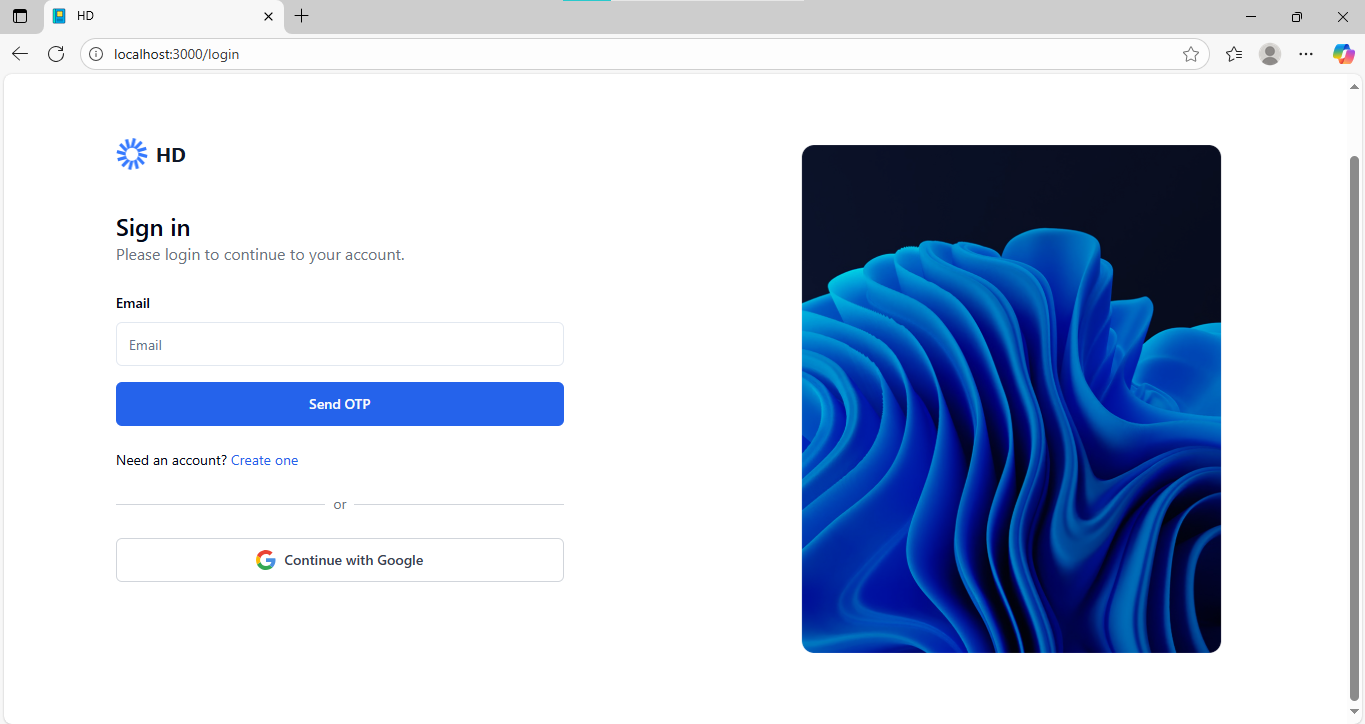 HD
localhost:3000/login
HD
Sign in
Please login to continue to your account.
Email
Email
Send OTP
Need an account? Create one
or
Continue with Google